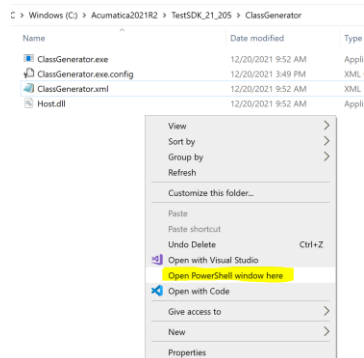 C > Windows (C:) > Acumatica2021R2 > TestSDK_21_205 > ClassGenerator
Name Date modified Type
ClassGenerator.exe 12/20/2021 9:52 AM Appli
ClassGenerator.exe.config 12/20/2021 3:49 PM XML
ClassGenerator.xml 12/20/2021 9:52 AM XML
Host.dll 12/20/2021 9:52 AM Appli
View
Sort by
Group by
Refresh
Customize this folder...
Paste
Paste shortcut
Undo Delete Ctrl+Z
Open with Visual Studio
Open PowerShell window here
Open with Code
Give access to
New
Properties